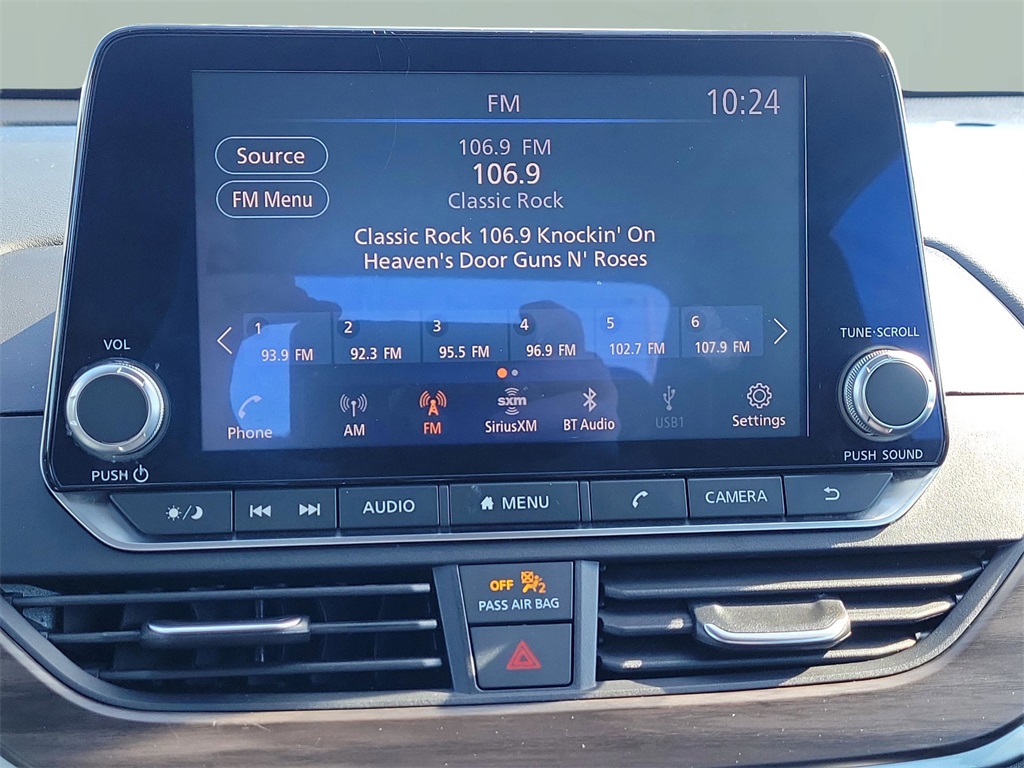 FM 10:24
Source 106.9 FM
106.9
FM Menu Classic Rock
Classic Rock 106.9 Knockin' On
Heaven's Door Guns N' Roses
1 2 3 4 5 6
93.9 FM 92.3 FM 95.5 FM 96.9 FM 102.7 FM 107.9 FM
sxm
Phone AM FM SiriusXM BT Audio USB1 Settings
VOL TUNE·SCROLL
PUSH PUSH SOUND
AUDIO MENU CAMERA
OFF 2
PASS AIR BAG